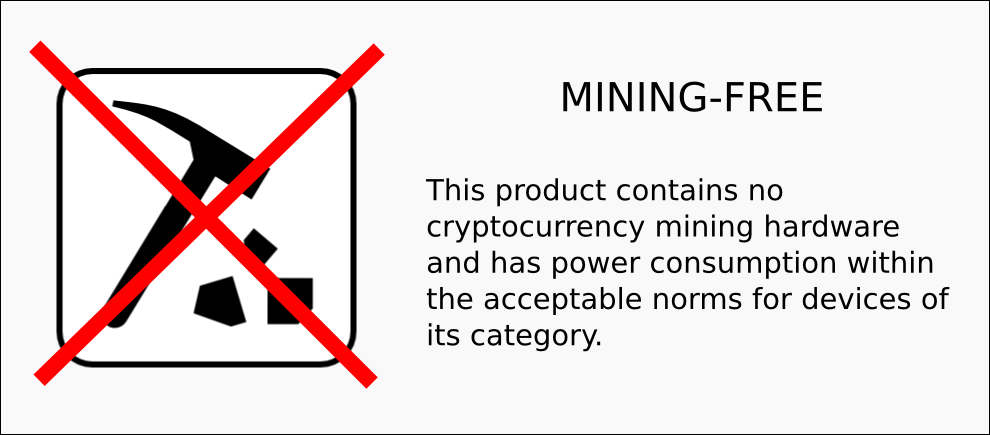 MINING-FREE
This product contains no
cryptocurrency mining hardware
and has power consumption within
the acceptable norms for devices of
its category.